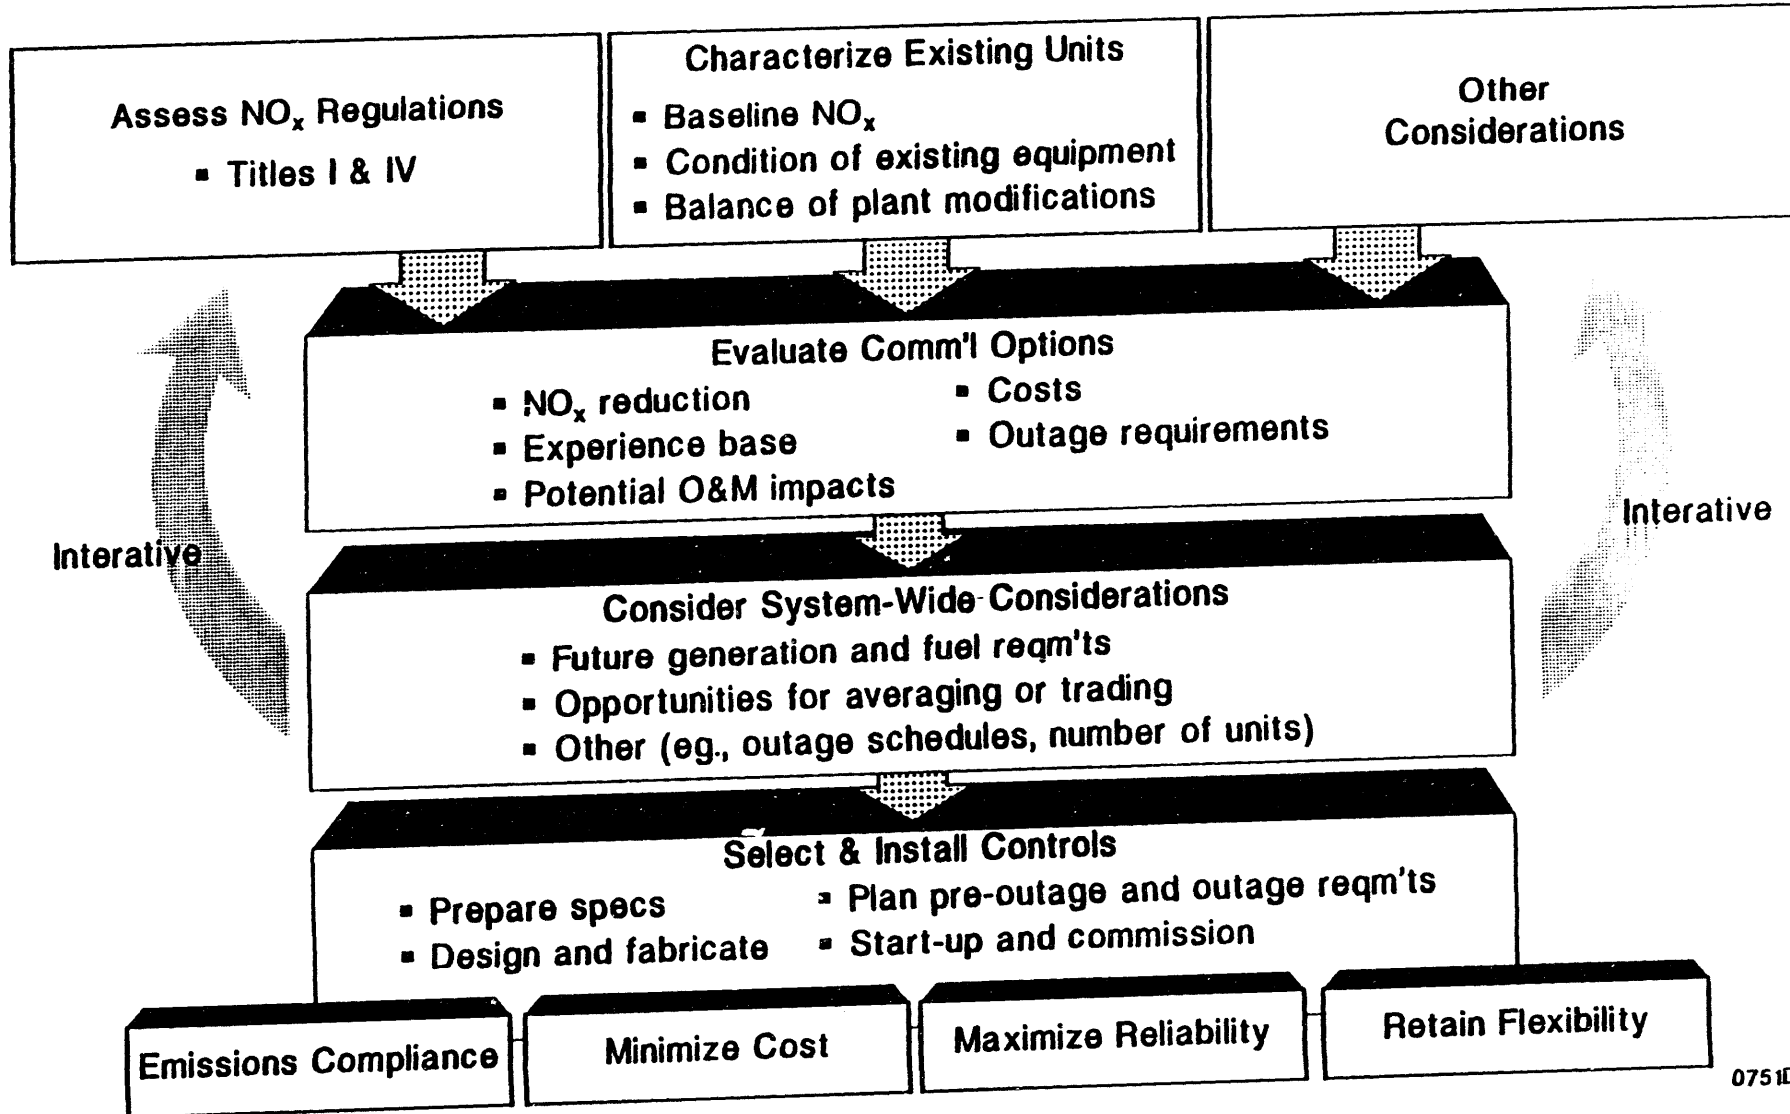 Assess NOx Regulations
▪ Titles I & IV
Characterize Existing Units
▪ Baseline NOx
▪ Condition of existing equipment
▪ Balance of plant modifications
Other
Considerations
Evaluate Comm'l Options
▪ NOx reduction
▪ Experience base
▪ Potential O&M impacts
▪ Costs
▪ Outage requirements
Interative
Interative
Consider System-Wide Considerations
▪ Future generation and fuel reqm'ts
▪ Opportunities for averaging or trading
▪ Other (eg., outage schedules, number of units)
Select & Install Controls
▪ Prepare specs
▪ Design and fabricate
▪ Plan pre-outage and outage reqm'ts
▪ Start-up and commission
Emissions Compliance
Minimize Cost
Maximize Reliability
Retain Flexibility
0751D